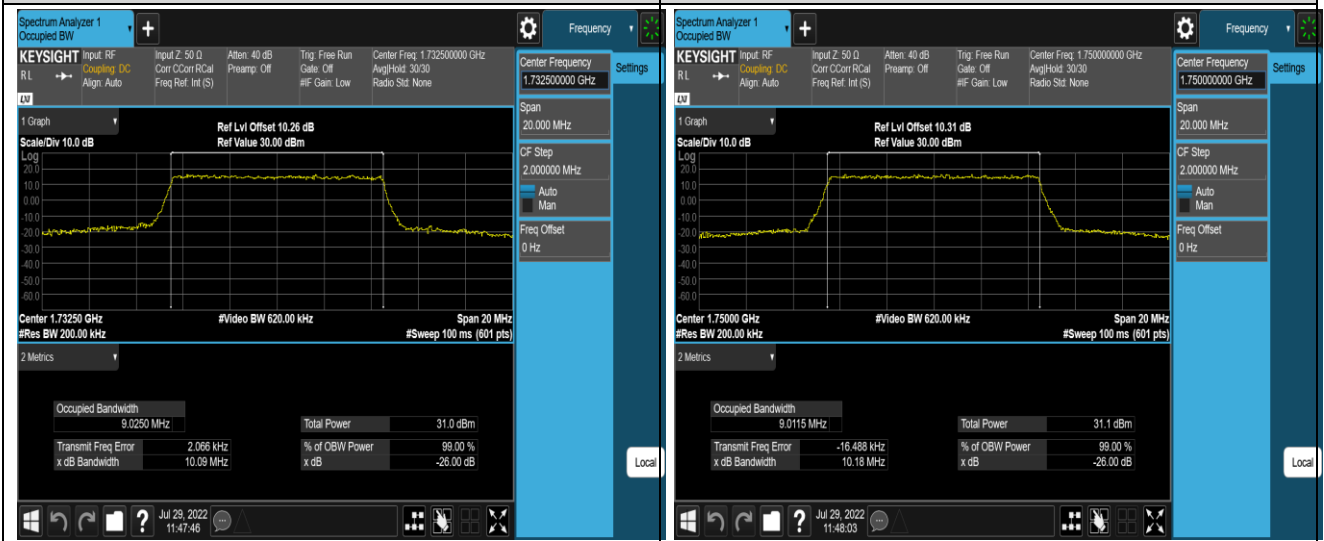 Spectrum Analyzer 1
Occupied BW
+
Frequency
KEYSIGHT
Input: RF
Input Z: 50 Ω
Atten: 40 dB
Trig: Free Run
Center Freq: 1.732500000 GHz
R L
Coupling: DC
Corr CCorr RCal
Preamp: Off
Gate: Off
Avg|Hold: 30/30
Align: Auto
Freq Ref: Int (S)
#IF Gain: Low
Radio Std: None
LXI
Center Frequency
1.732500000 GHz
Settings
Span
20.000 MHz
CF Step
2.000000 MHz
Auto
Man
Freq Offset
0 Hz
1 Graph
Ref Lvl Offset 10.26 dB
Scale/Div 10.0 dB
Ref Value 30.00 dBm
Log
20.0
10.0
0.00
-10.0
-20.0
-30.0
-40.0
-50.0
-60.0
Center 1.73250 GHz
#Video BW 620.00 kHz
Span 20 MHz
#Res BW 200.00 kHz
#Sweep 100 ms (601 pts)
2 Metrics
Occupied Bandwidth
9.0250 MHz
Total Power 31.0 dBm
Transmit Freq Error 2.066 kHz
% of OBW Power 99.00 %
x dB Bandwidth 10.09 MHz
x dB -26.00 dB
Local
?
Jul 29, 2022
11:47:46
Spectrum Analyzer 1
Occupied BW
+
Frequency
KEYSIGHT
Input: RF
Input Z: 50 Ω
Atten: 40 dB
Trig: Free Run
Center Freq: 1.750000000 GHz
R L
Coupling: DC
Corr CCorr RCal
Preamp: Off
Gate: Off
Avg|Hold: 30/30
Align: Auto
Freq Ref: Int (S)
#IF Gain: Low
Radio Std: None
LXI
Center Frequency
1.750000000 GHz
Settings
Span
20.000 MHz
CF Step
2.000000 MHz
Auto
Man
Freq Offset
0 Hz
1 Graph
Ref Lvl Offset 10.31 dB
Scale/Div 10.0 dB
Ref Value 30.00 dBm
Log
20.0
10.0
0.00
-10.0
-20.0
-30.0
-40.0
-50.0
-60.0
Center 1.75000 GHz
#Video BW 620.00 kHz
Span 20 MHz
#Res BW 200.00 kHz
#Sweep 100 ms (601 pts)
2 Metrics
Occupied Bandwidth
9.0115 MHz
Total Power 31.1 dBm
Transmit Freq Error -16.488 kHz
% of OBW Power 99.00 %
x dB Bandwidth 10.18 MHz
x dB -26.00 dB
Local
?
Jul 29, 2022
11:48:03